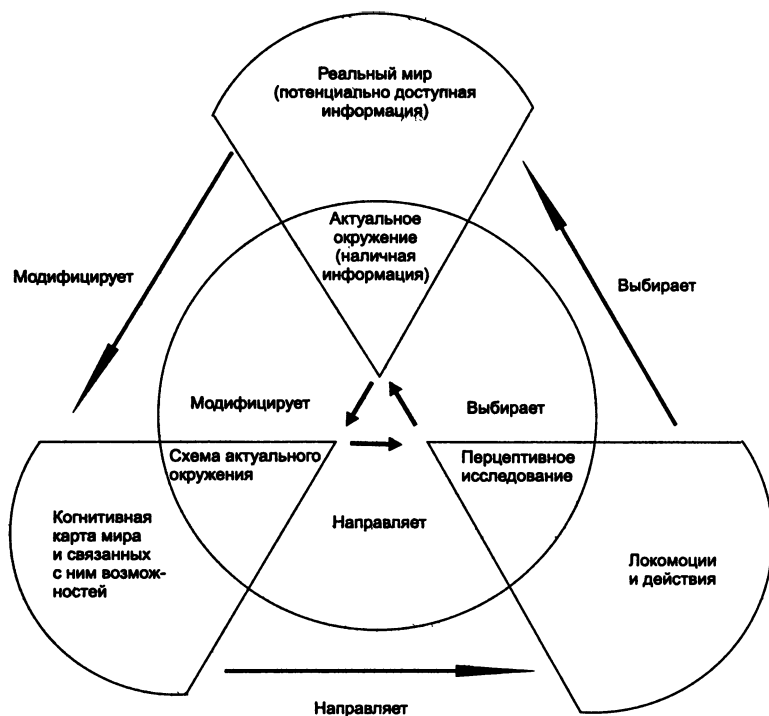 Реальный мир
(потенциально доступная
информация)
Актуальное
окружение
(наличная
информация)
Модифицирует
Выбирает
Модифицирует
Выбирает
Схема актуального
окружения
Перцептивное
исследование
Когнитивная
карта мира
и связанных
с ним возмож-
ностей
Направляет
Локомоции
и действия
Направляет